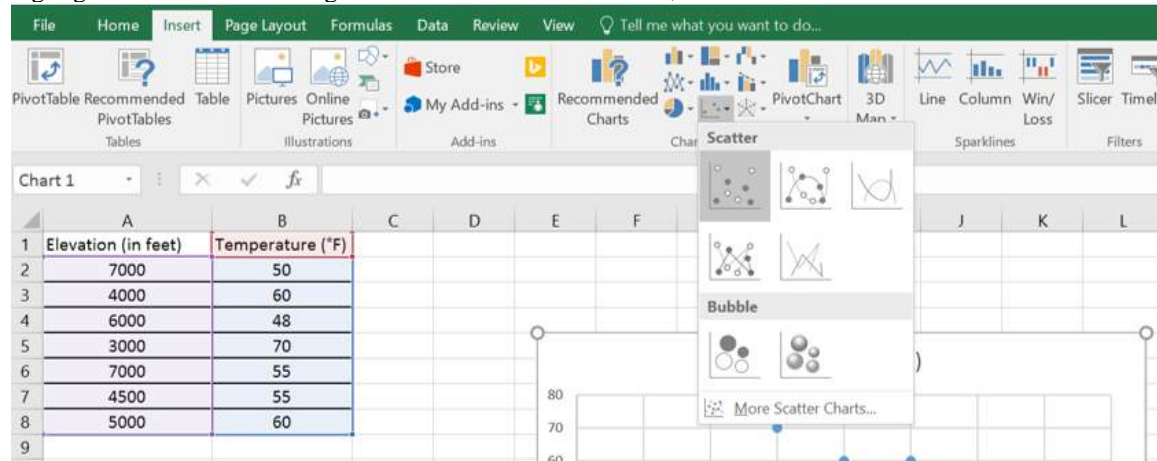 File Home Insert Page Layout Formulas Data Review View Tell me what you want to do...
PivotTable Recommended PivotTables Table Pictures Online Pictures Store My Add-ins Recommended Charts PivotChart 3D Map Line Column Win/Loss Slicer
Tables Illustrations Add-ins Sparklines Filters
Scatter
Chart 1 fx
A B C D E F J K L
1 Elevation (in feet) Temperature (°F)
2 7000 50
3 4000 60
4 6000 48
5 3000 70
6 7000 55
7 4500 55
8 5000 60
9
Bubble
More Scatter Charts...
)
80
70
60